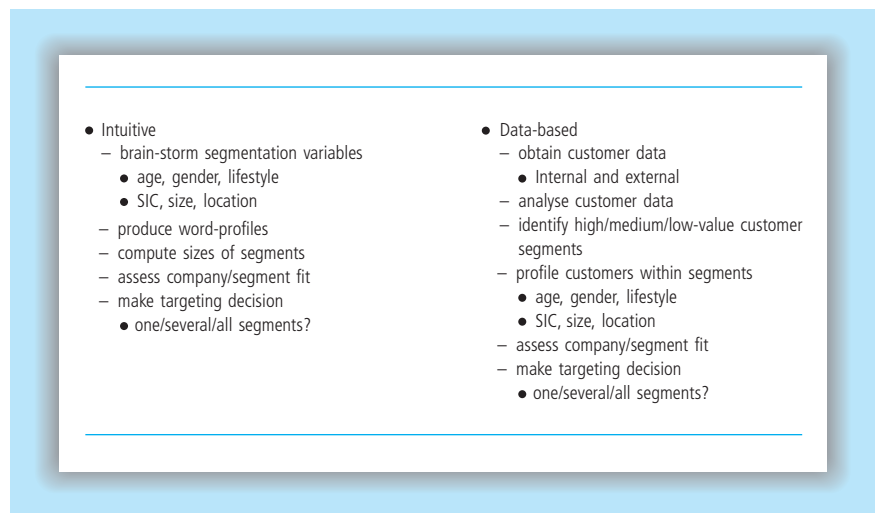 ● Intuitive
– brain-storm segmentation variables
● age, gender, lifestyle
● SIC, size, location
– produce word-profiles
– compute sizes of segments
– assess company/segment fit
– make targeting decision
● one/several/all segments?
● Data-based
– obtain customer data
● Internal and external
– analyse customer data
– identify high/medium/low-value customer
segments
– profile customers within segments
● age, gender, lifestyle
● SIC, size, location
– assess company/segment fit
– make targeting decision
● one/several/all segments?